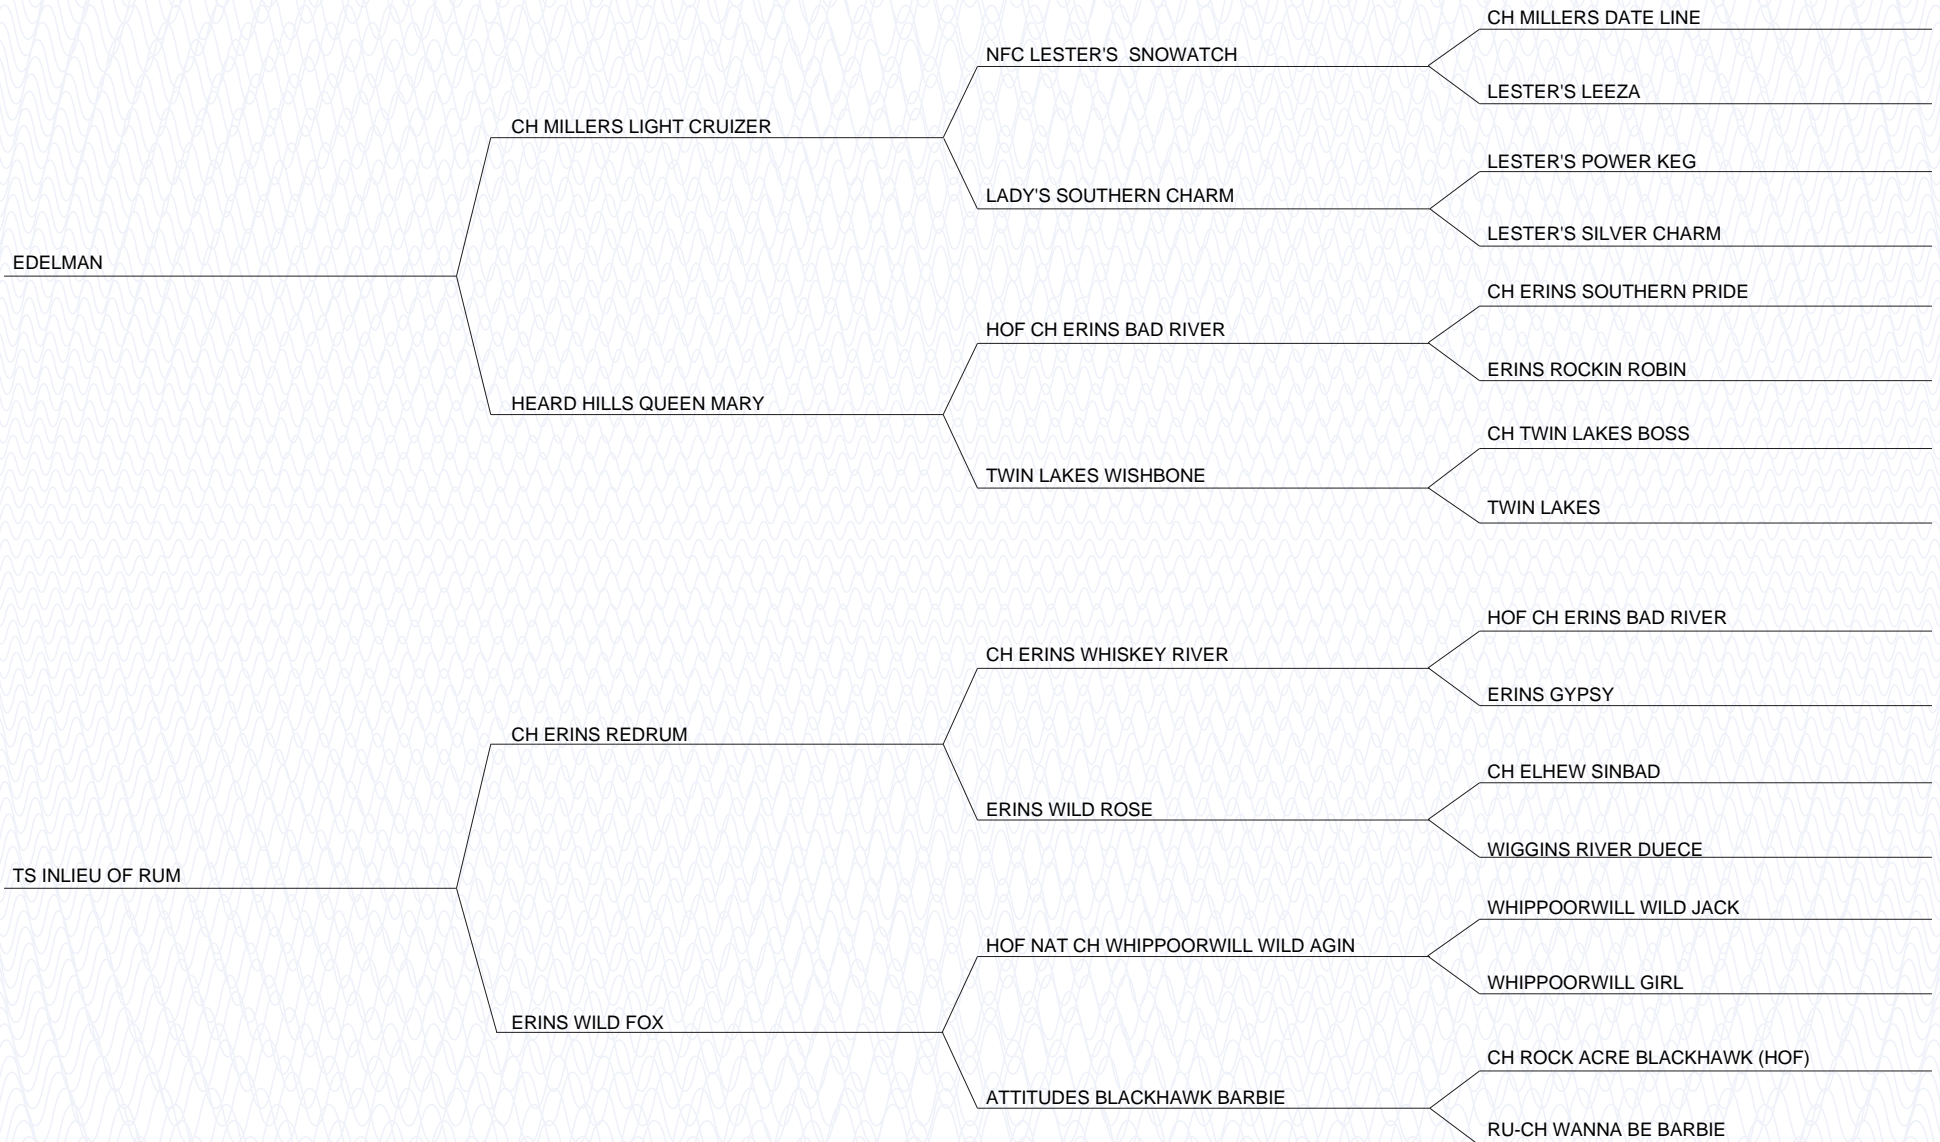 CH MILLERS DATE LINE
NFC LESTER'S  SNOWATCH
LESTER'S LEEZA
CH MILLERS LIGHT CRUIZER
LESTER'S POWER KEG
LADY'S SOUTHERN CHARM
LESTER'S SILVER CHARM
EDELMAN
CH ERINS SOUTHERN PRIDE
HOF CH ERINS BAD RIVER
ERINS ROCKIN ROBIN
HEARD HILLS QUEEN MARY
CH TWIN LAKES BOSS
TWIN LAKES WISHBONE
TWIN LAKES
HOF CH ERINS BAD RIVER
CH ERINS WHISKEY RIVER
ERINS GYPSY
CH ERINS REDRUM
CH ELHEW SINBAD
ERINS WILD ROSE
WIGGINS RIVER DUECE
TS INLIEU OF RUM
WHIPPOORWILL WILD JACK
HOF NAT CH WHIPPOORWILL WILD AGIN
WHIPPOORWILL GIRL
ERINS WILD FOX
CH ROCK ACRE BLACKHAWK (HOF)
ATTITUDES BLACKHAWK BARBIE
RU-CH WANNA BE BARBIE